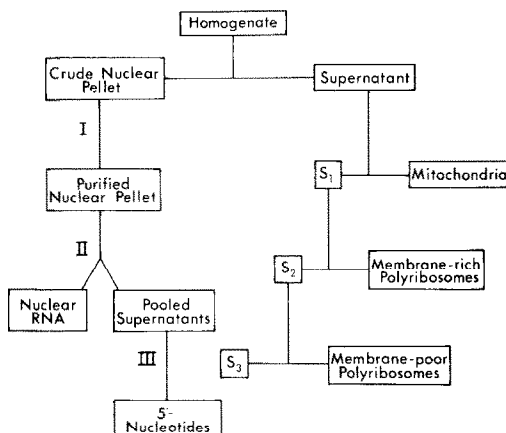 Homogenate
Crude Nuclear
Pellet
Supernatant
I
Purified
Nuclear Pellet
S₁
Mitochondria
II
S₂
Membrane-rich
Polyribosomes
Nuclear
RNA
Pooled
Supernatants
III
S₃
Membrane-poor
Polyribosomes
5'-
Nucleotides